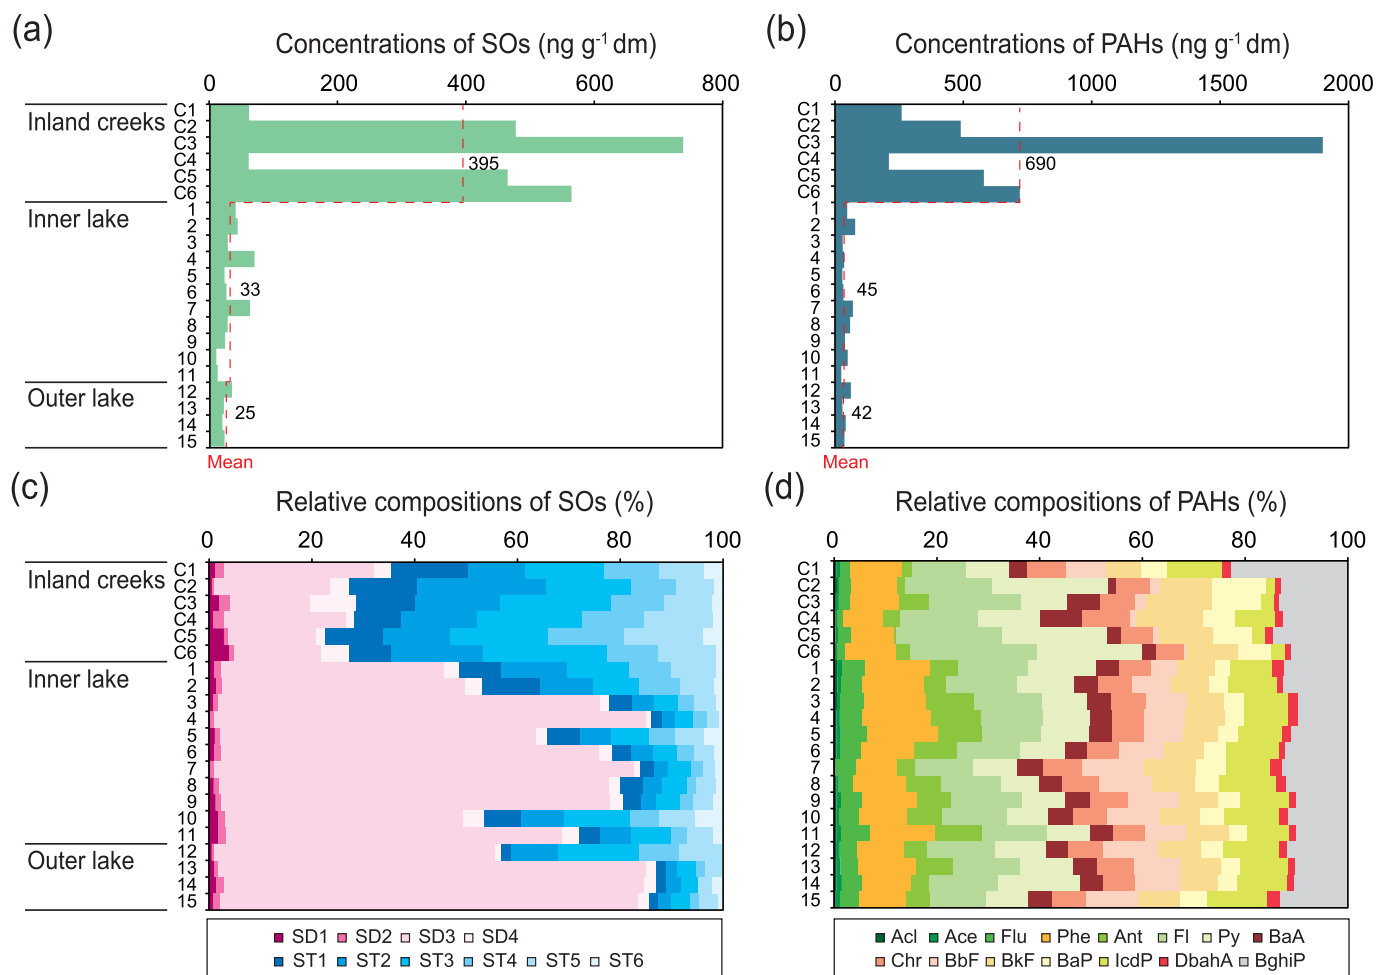 (a)
Concentrations of SOs (ng g⁻¹ dm)
0 200 400 600 800
Inland creeks
C1
C2
C3
C4
C5
C6
395
Inner lake
1
2
3
4
5
6
7
8
9
10
11
33
Outer lake
12
13
14
15
25
Mean
(b)
Concentrations of PAHs (ng g⁻¹ dm)
0 500 1000 1500 2000
C1
C2
C3
C4
C5
C6
690
1
2
3
4
5
6
7
8
9
10
11
45
12
13
14
15
42
Mean
(c)
Relative compositions of SOs (%)
0 20 40 60 80 100
Inland creeks
C1
C2
C3
C4
C5
C6
Inner lake
1
2
3
4
5
6
7
8
9
10
11
Outer lake
12
13
14
15
SD1 SD2 SD3 SD4
ST1 ST2 ST3 ST4 ST5 ST6
(d)
Relative compositions of PAHs (%)
0 20 40 60 80 100
C1
C2
C3
C4
C5
C6
1
2
3
4
5
6
7
8
9
10
11
12
13
14
15
Acl Ace Flu Phe Ant Fl Py BaA
Chr BbF BkF BaP IcdP DbahA BghiP